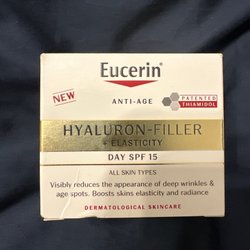 Eucerin®
NEW
ANTI-AGE
PATENTED
THIAMIDOL
HYALURON-FILLER
+ ELASTICITY
DAY SPF 15
ALL SKIN TYPES
Visibly reduces the appearance of deep wrinkles &
age spots. Boosts skin elasticity and radiance
DERMATOLOGICAL SKINCARE